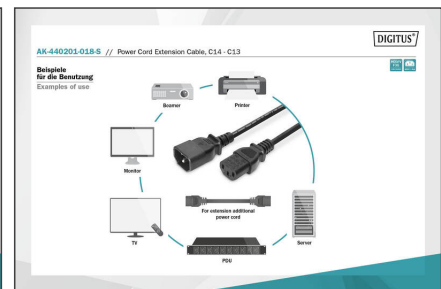 DIGITUS®
AK-440201-018-S // Power Cord Extension Cable, C14 - C13
Beispiele
für die Benutzung
Examples of use
Boomer
Printer
Monitor
For extension additional
power cord
TV
Server
PDU